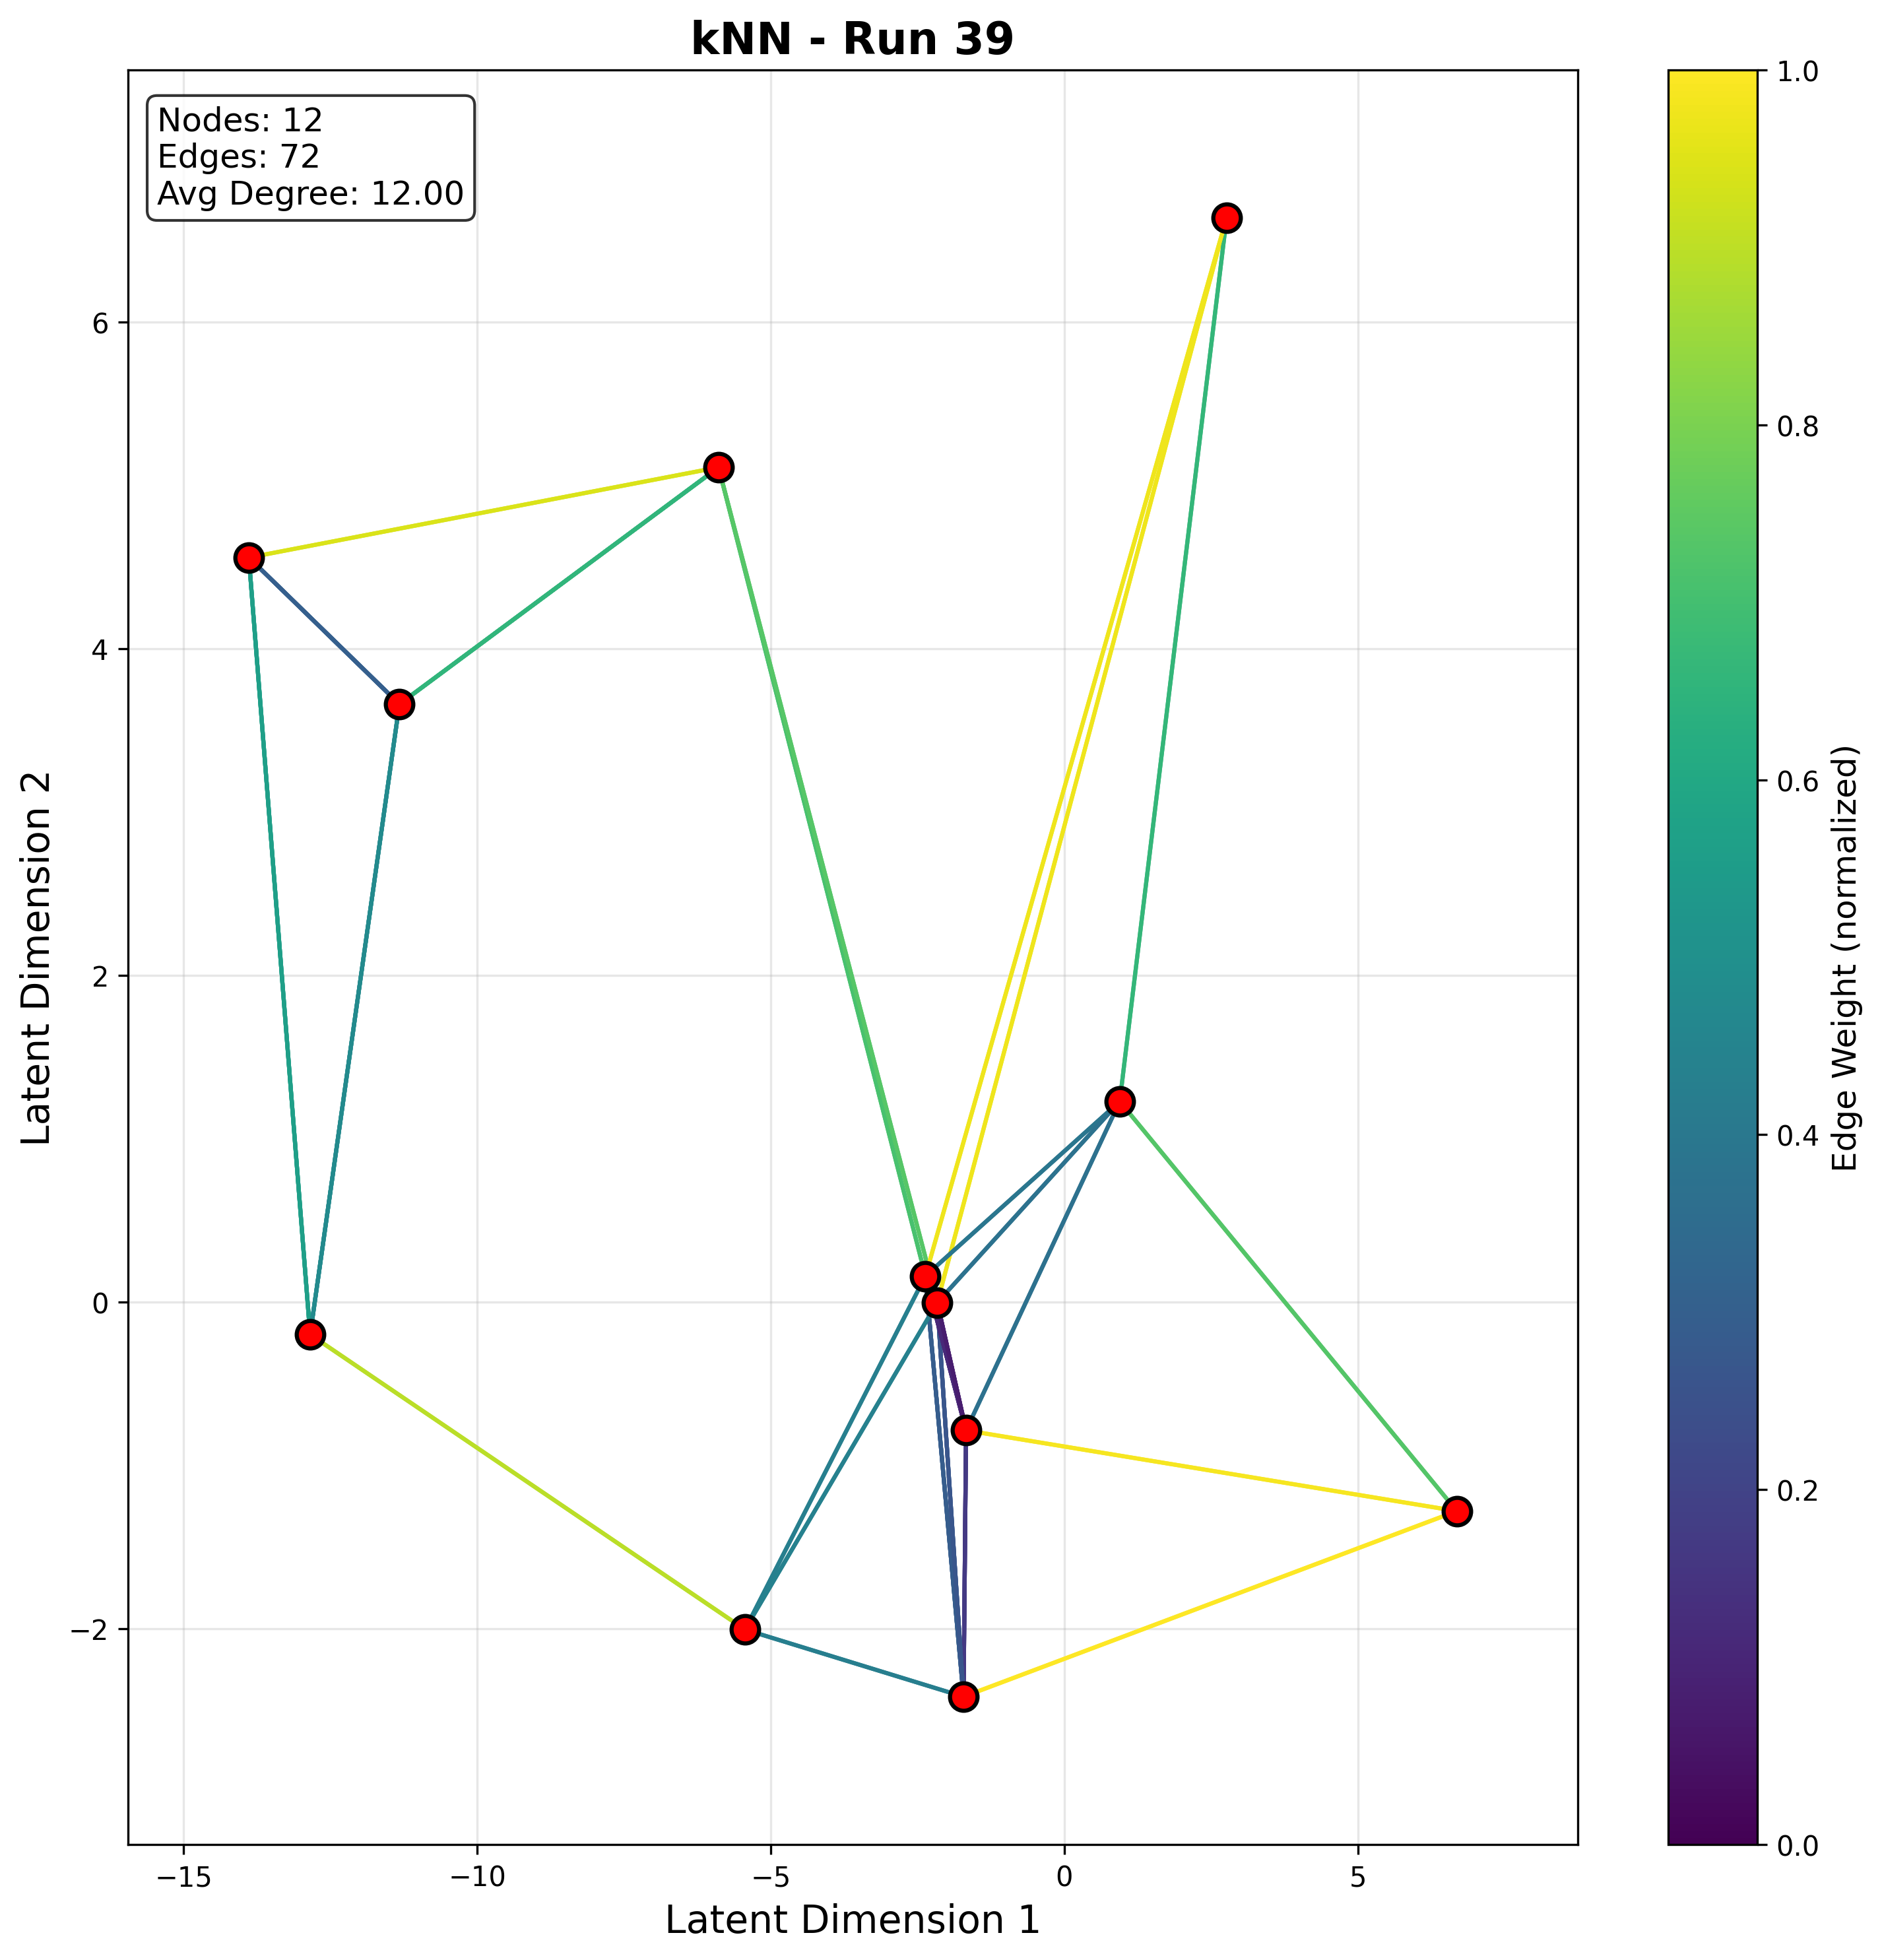 kNN - Run 39
Nodes: 12
Edges: 72
Avg Degree: 12.00
6
4
2
0
−2
−15
−10
−5
0
5
Latent Dimension 1
Latent Dimension 2
1.0
0.8
0.6
0.4
0.2
0.0
Edge Weight (normalized)